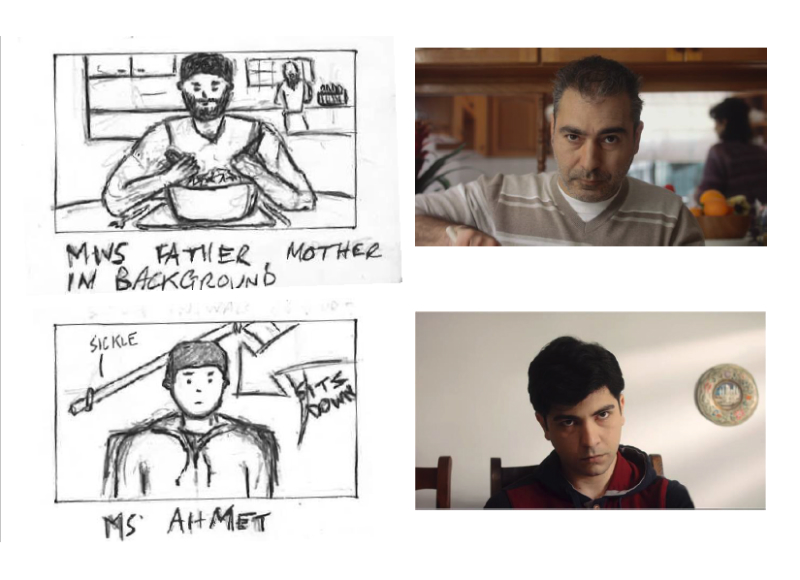 MWS FATHER, MOTHER
IN BACKGROUND
SICKLE
SITS
DOWN
MS AHMET